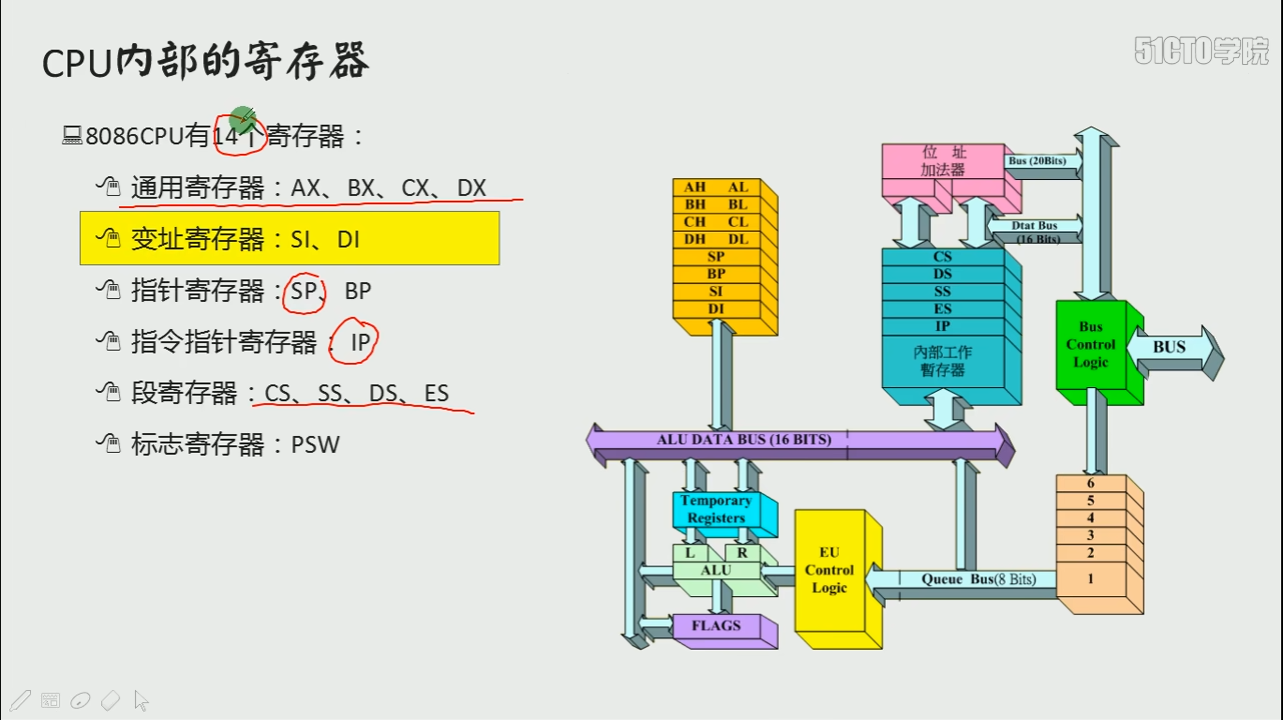 CPU内部的寄存器
51CTO学院
8086CPU有14个寄存器：
通用寄存器：AX、BX、CX、DX
变址寄存器：SI、DI
指针寄存器：SP、BP
指令指针寄存器：IP
段寄存器：CS、SS、DS、ES
标志寄存器：PSW
AH AL
BH BL
CH CL
DH DL
SP
BP
SI
DI
位 址
加法器
Bus (20Bits)
Dtat Bus
(16 Bits)
CS
DS
SS
ES
IP
內部工作
暫存器
Bus
Control
Logic
BUS
ALU DATA BUS (16 BITS)
Temporary
Registers
L R
ALU
FLAGS
EU
Control
Logic
Queue Bus(8 Bits)
6
5
4
3
2
1